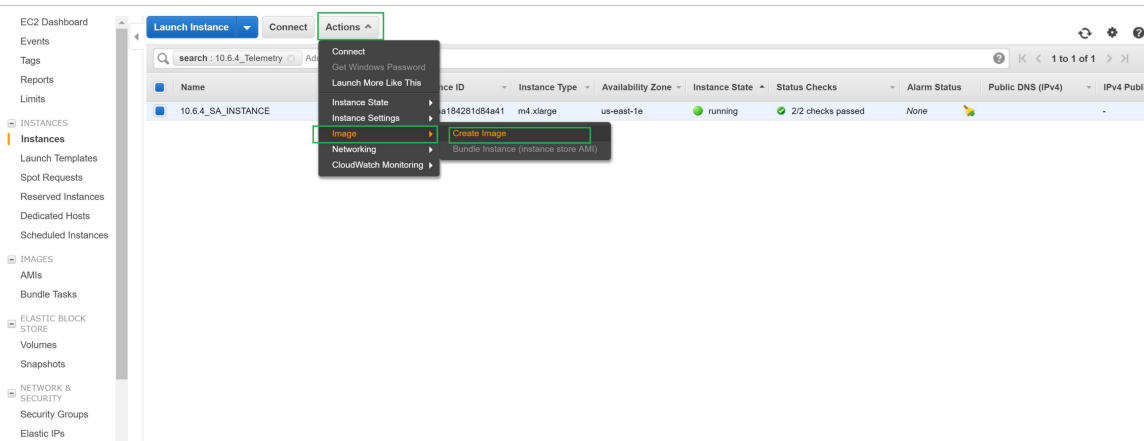 EC2 Dashboard
Events
Tags
Reports
Limits
INSTANCES
Instances
Launch Templates
Spot Requests
Reserved Instances
Dedicated Hosts
Scheduled Instances
IMAGES
AMIs
Bundle Tasks
ELASTIC BLOCK
STORE
Volumes
Snapshots
NETWORK &
SECURITY
Security Groups
Elastic IPs
Launch Instance Connect Actions
search : 10.6.4_Telemetry Add
1 to 1 of 1
Name nce ID Instance Type Availability Zone Instance State Status Checks Alarm Status Public DNS (IPv4) IPv4 Publi
10.6.4_SA_INSTANCE a184281d84a41 m4.xlarge us-east-1e running 2/2 checks passed None -
Connect
Get Windows Password
Launch More Like This
Instance State
Instance Settings
Image
Networking
CloudWatch Monitoring
Create Image
Bundle Instance (instance store AMI)